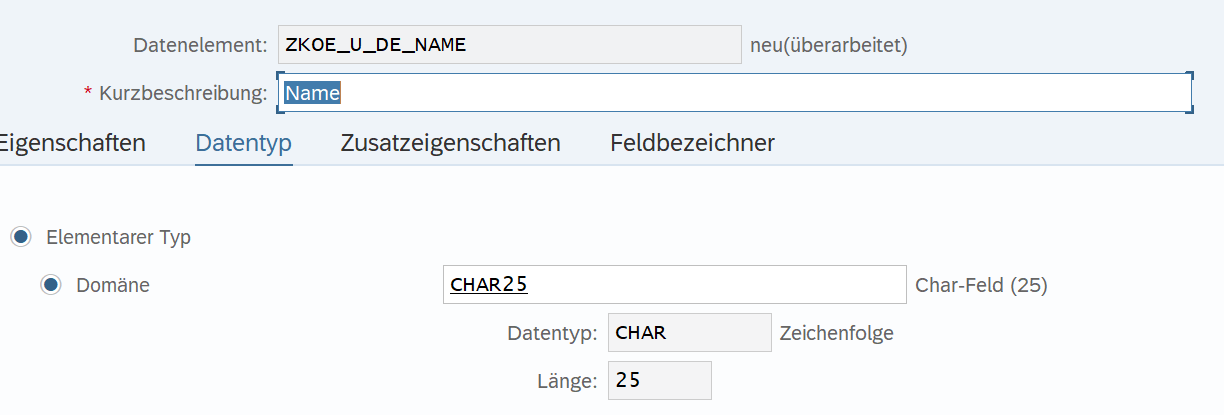 Datenelement: ZKOE_U_DE_NAME neu(überarbeitet)
* Kurzbeschreibung: Name
Eigenschaften Datentyp Zusatzeigenschaften Feldbezeichner
Elementarer Typ
Domäne CHAR25 Char-Feld (25)
Datentyp: CHAR Zeichenfolge
Länge: 25